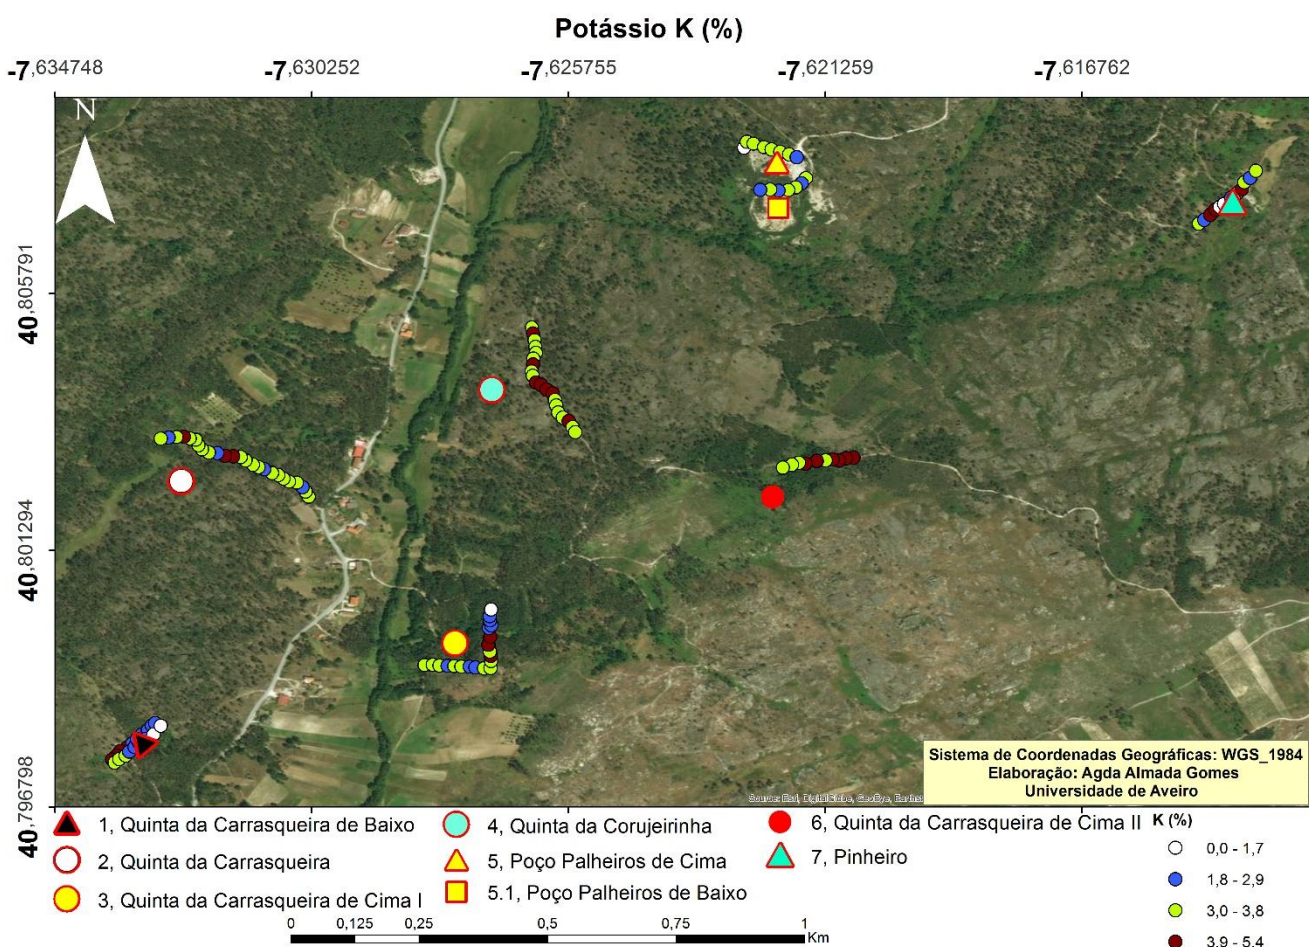 Potássio K (%)
-7,634748 -7,630252 -7,625755 -7,621259 -7,616762
N
40,805791
40,801294
40,796798
Sistema de Coordenadas Geográficas: WGS_1984
Elaboração: Agda Almada Gomes
Universidade de Aveiro
Source: Esri, DigitalGlobe, GeoEye, Earthst
1, Quinta da Carrasqueira de Baixo
2, Quinta da Carrasqueira
3, Quinta da Carrasqueira de Cima I
4, Quinta da Corujeirinha
5, Poço Palheiros de Cima
5.1, Poço Palheiros de Baixo
6, Quinta da Carrasqueira de Cima II
7, Pinheiro
K (%)
0,0 - 1,7
1,8 - 2,9
3,0 - 3,8
3,9 - 5,4
0 0,125 0,25 0,5 0,75 1
Km